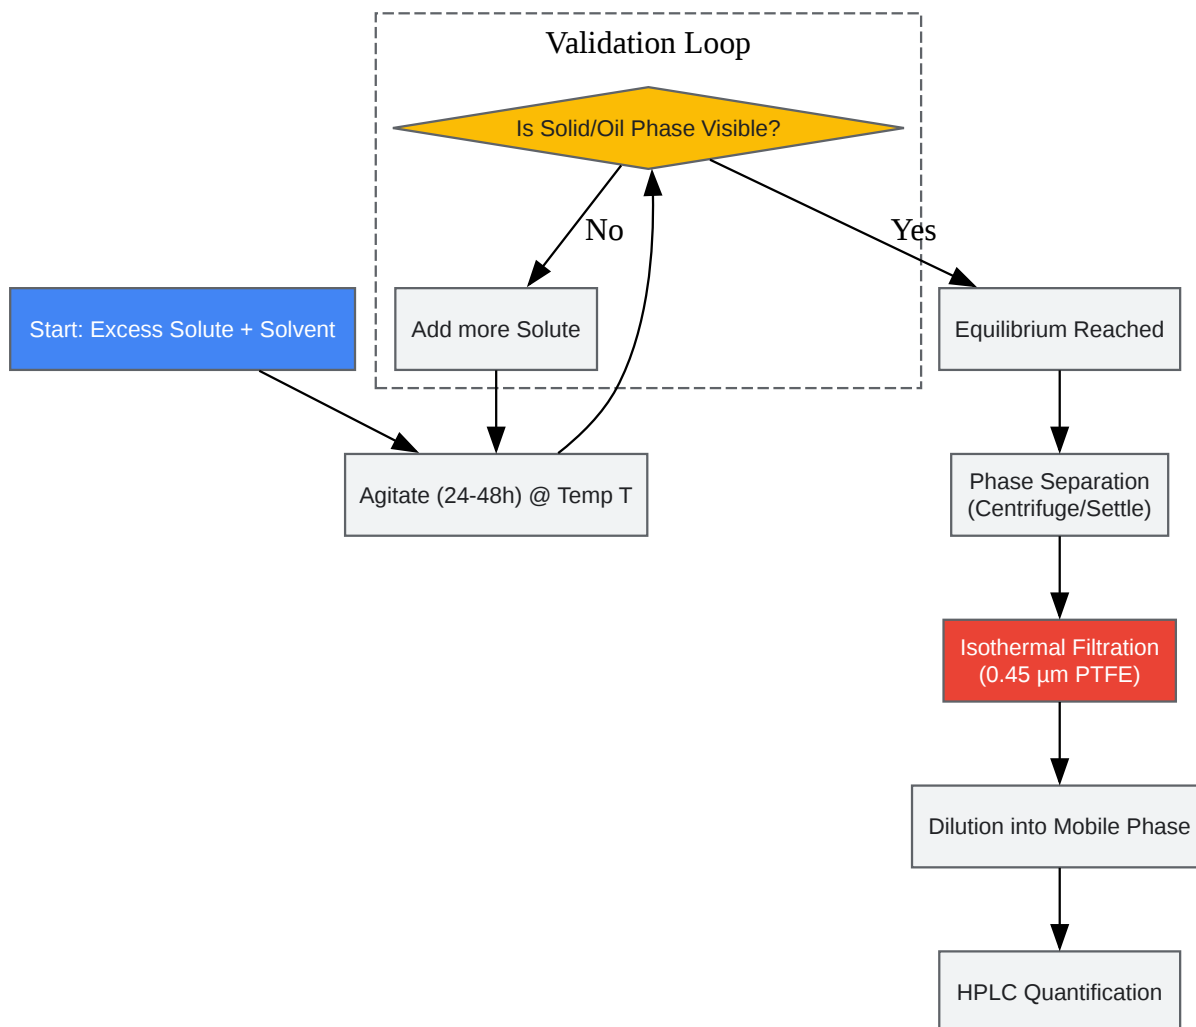 Validation Loop
Is Solid/Oil Phase Visible?
No
Yes
Start: Excess Solute + Solvent
Add more Solute
Equilibrium Reached
Agitate (24-48h) @ Temp T
Phase Separation
(Centrifuge/Settle)
Isothermal Filtration
(0.45 µm PTFE)
Dilution into Mobile Phase
HPLC Quantification